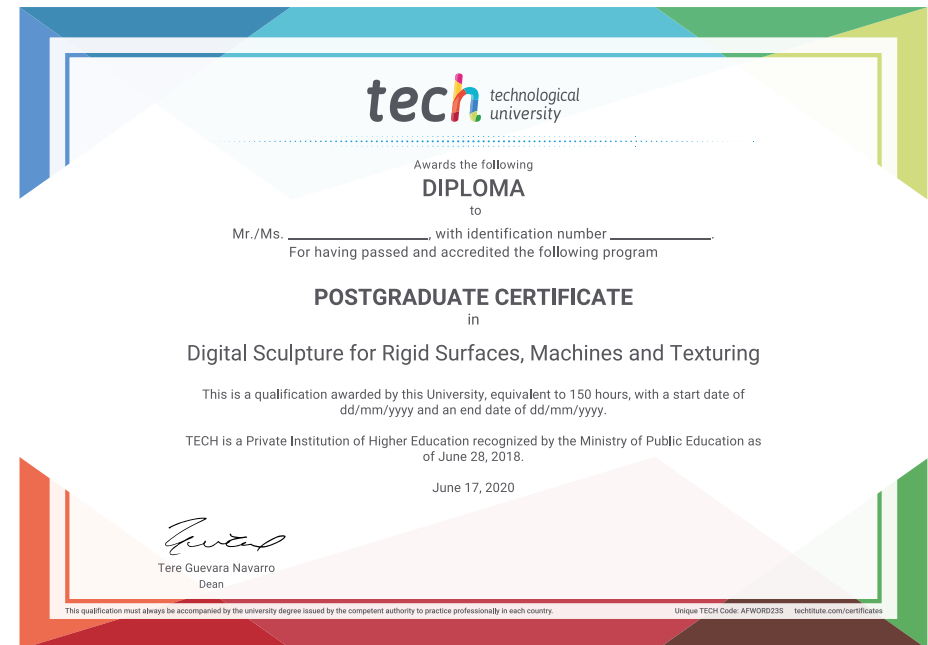 tech technological
university
Awards the following
DIPLOMA
to
Mr./Ms. ____________________, with identification number ______________.
For having passed and accredited the following program
POSTGRADUATE CERTIFICATE
in
Digital Sculpture for Rigid Surfaces, Machines and Texturing
This is a qualification awarded by this University, equivalent to 150 hours, with a start date of
dd/mm/yyyy and an end date of dd/mm/yyyy.
TECH is a Private Institution of Higher Education recognized by the Ministry of Public Education as
of June 28, 2018.
June 17, 2020
Tere Guevara Navarro
Dean
This qualification must always be accompanied by the university degree issued by the competent authority to practice professionally in each country. Unique TECH Code: AFWORD23S techtitute.com/certificates